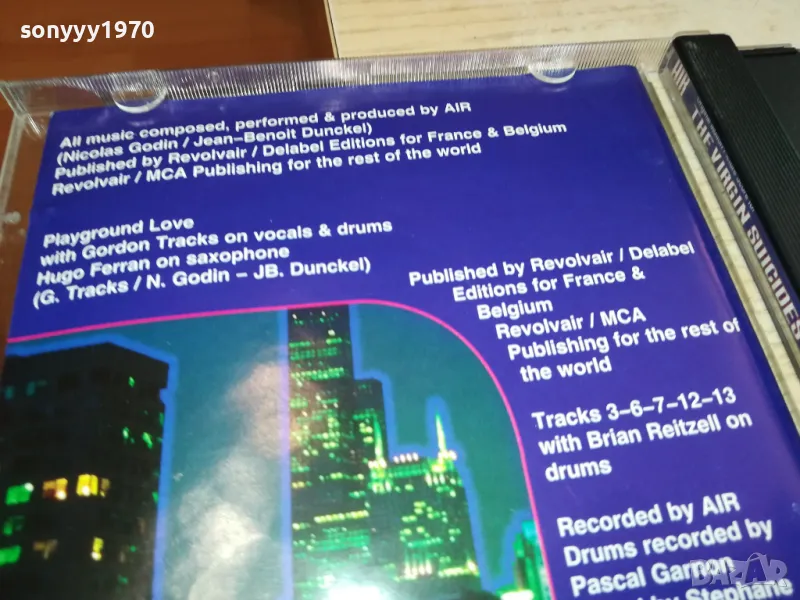 sonyyy1970
All music composed, performed & produced by AIR
(Nicolas Godin / Jean–Benoit Dunckel)
Published by Revolvair / Delabel Editions for France & Belgium
Revolvair / MCA Publishing for the rest of the world
Playground Love
with Gordon Tracks on vocals & drums
Hugo Ferran on saxophone
(G. Tracks / N. Godin – JB. Dunckel)
Published by Revolvair / Delabel
Editions for France &
Belgium
Revolvair / MCA
Publishing for the rest of
the world
Tracks 3–6–7–12–13
with Brian Reitzell on
drums
Recorded by AIR
Drums recorded by
Pascal
by Stephane
THE VIRGIN SUICIDES